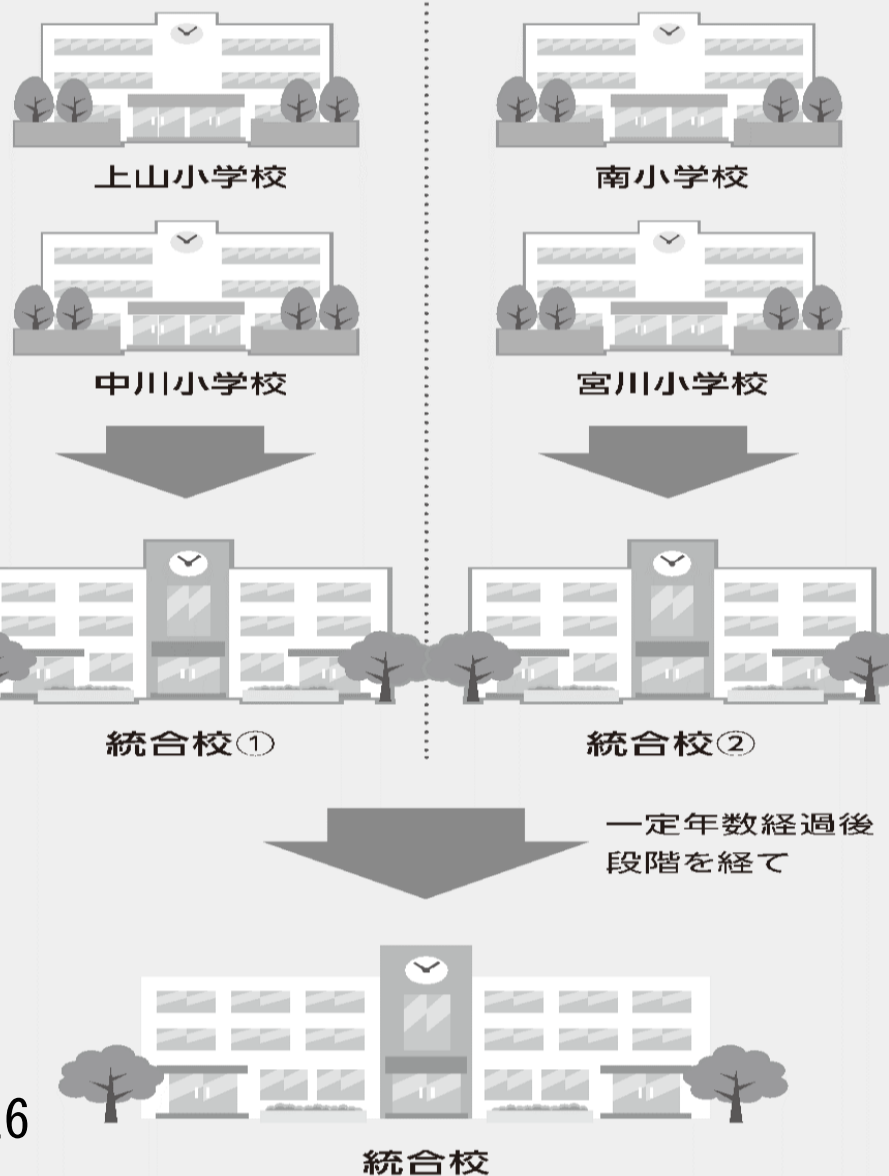 上山小学校
南小学校
中川小学校
宮川小学校
統合校①
統合校②
一定年数経過後
段階を経て
統合校